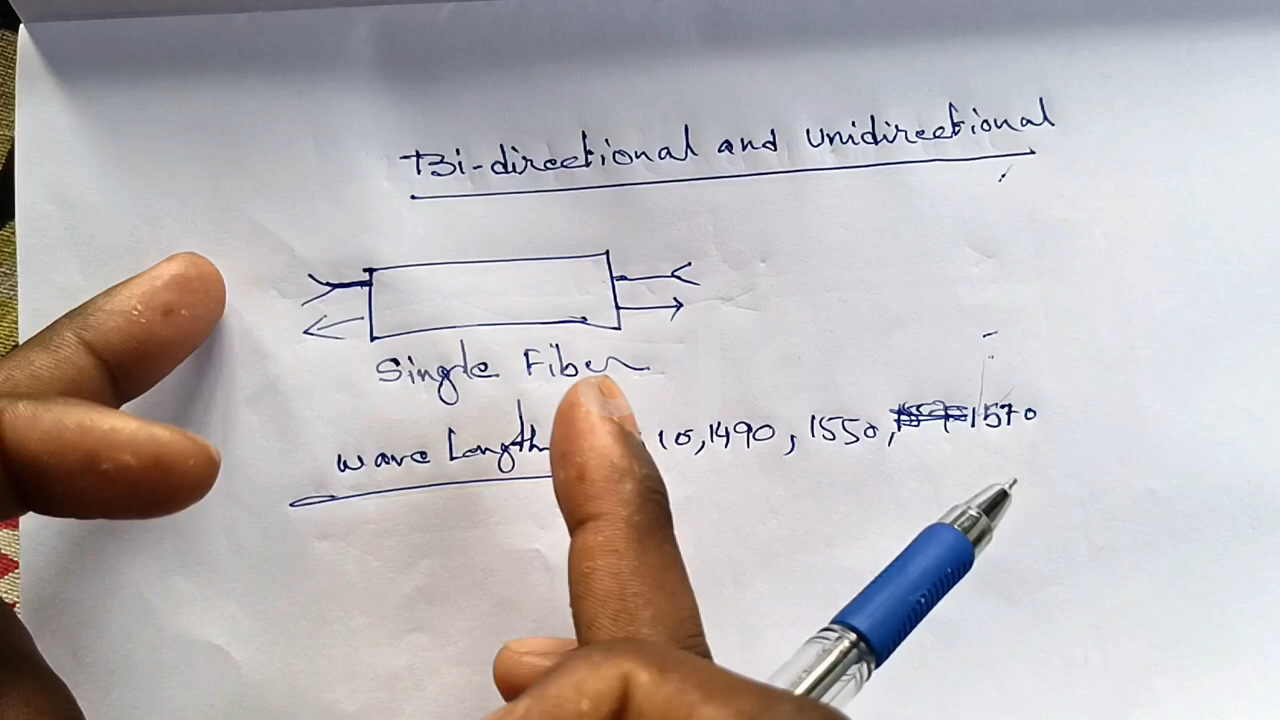 Bi-directional and Unidirectional
Single Fiber
Wave Length 10, 1490, 1550, 1570